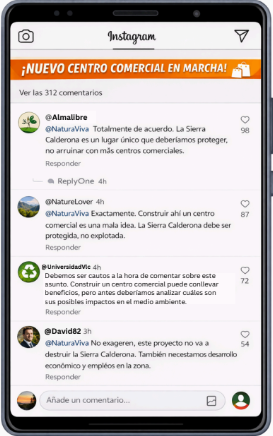 Instagram
¡NUEVO CENTRO COMERCIAL EN MARCHA!
Ver las 312 comentarios
@Almalibre
@NaturaViva Totalmente de acuerdo. La Sierra
Calderona es un lugar único que deberíamos proteger,
no arruinar con más centros comerciales.
98
Responder
ReplyOne 4h
@NatureLover 4h
@NaturaViva Exactamente. Construir ahí un centro
comercial es una mala idea. La Sierra Calderona debe ser
protegida, no explotada.
87
Responder
@UniversidadVlc 4h
Debemos ser cautos a la hora de comentar sobre este
asunto. Construir un centro comercial puede conllevar
beneficios, pero antes deberíamos analizar cuáles son
sus posibles impactos en el medio ambiente.
72
Responder
@David82 3h
@NaturaViva No exageren, este proyecto no va a
destruir la Sierra Calderona. También necesitamos desarollo
económico y empleos en la zona.
54
Responder
Añade un comentario...